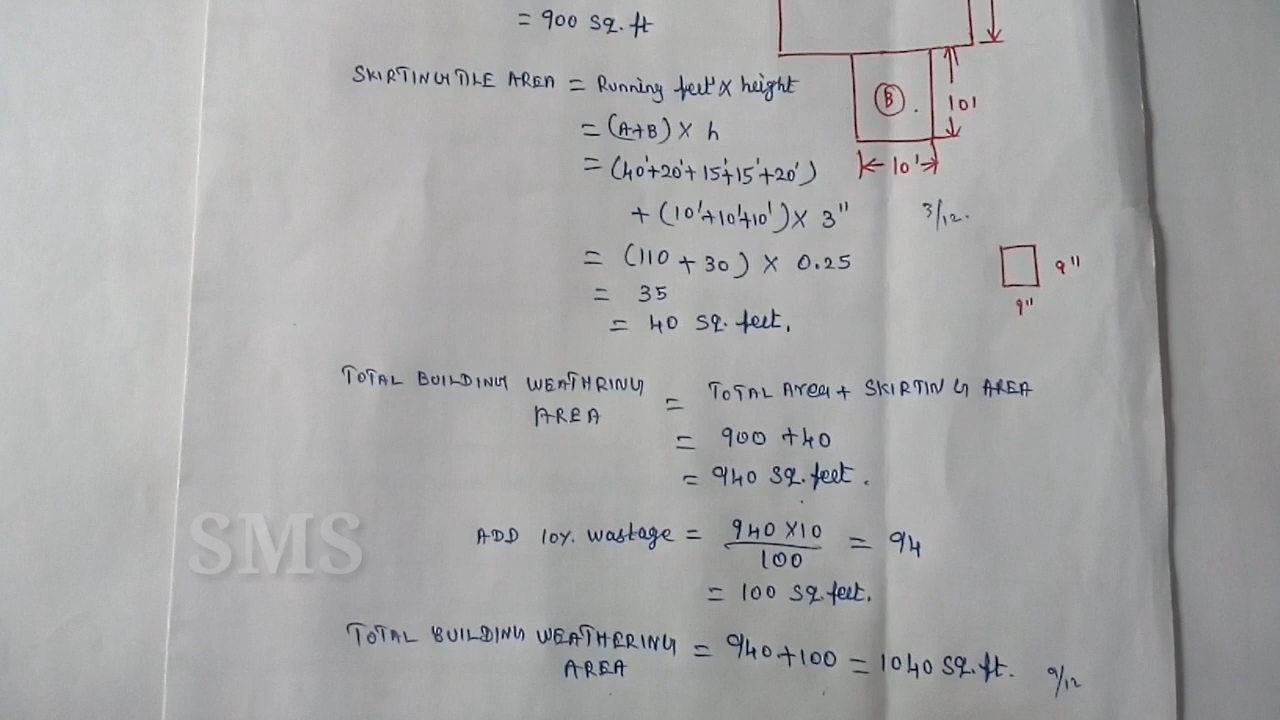 = 900 SQ. ft
SKIRTING TILE AREA = Running feet x height
= (A+B) x h
= (40'+20'+15'+15'+20')
+ (10'+10'+10') x 3"
= (110 + 30) x 0.25
= 35
= 40 SQ. feet.
B
10'
10'
3/12.
9"
9"
TOTAL BUILDING WEATHRING AREA = TOTAL Area + SKIRTING AREA
= 900 + 40
= 940 SQ. feet.
ADD 10%. wastage = 940 X 10 / 100 = 94
= 100 SQ. feet.
TOTAL BUILDING WEATHERING AREA = 940 + 100 = 1040 SQ. ft.
9/12
SMS